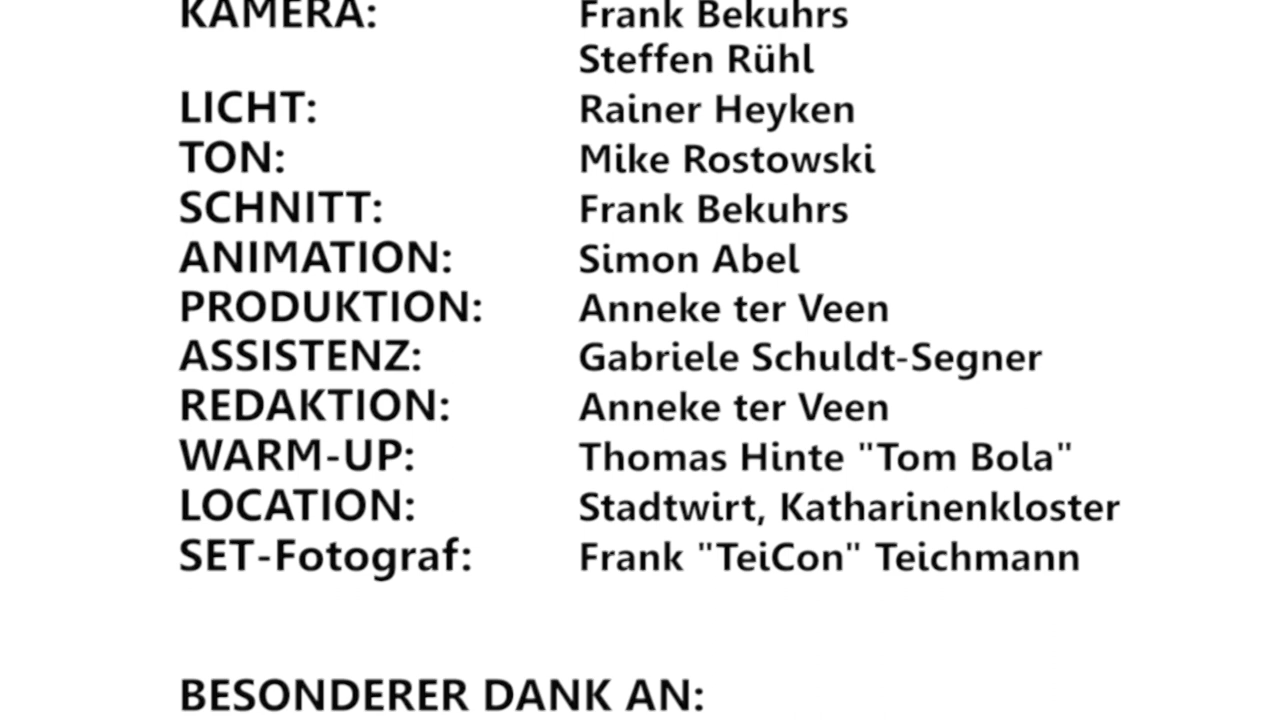 KAMERA: Frank Bekuhrs
Steffen Rühl
LICHT: Rainer Heyken
TON: Mike Rostowski
SCHNITT: Frank Bekuhrs
ANIMATION: Simon Abel
PRODUKTION: Anneke ter Veen
ASSISTENZ: Gabriele Schuldt-Segner
REDAKTION: Anneke ter Veen
WARM-UP: Thomas Hinte "Tom Bola"
LOCATION: Stadtwirt, Katharinenkloster
SET-Fotograf: Frank "TeiCon" Teichmann
BESONDERER DANK AN: